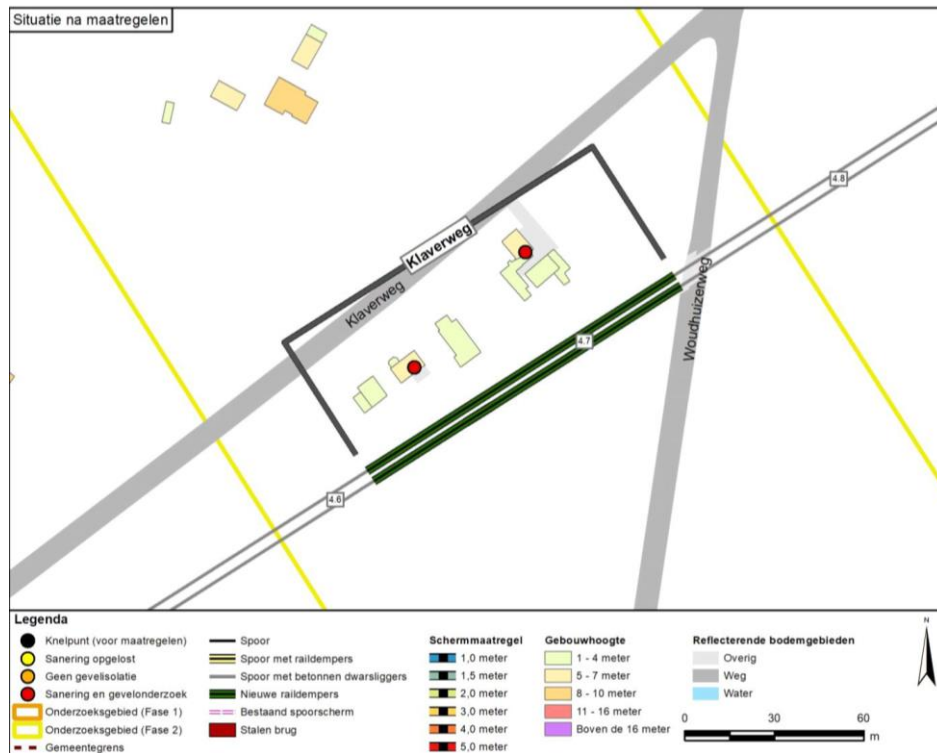 Situatie na maatregelen
4.8
Klaverweg
Klaverweg
Woudhuizerweg
4.7
4.6
Legenda
Knelpunt (voor maatregelen)
Sanering opgelost
Geen gevelisolatie
Sanering en gevelonderzoek
Onderzoeksgebied (Fase 1)
Onderzoeksgebied (Fase 2)
Gemeentegrens
Spoor
Spoor met raildempers
Spoor met betonnen dwarsliggers
Nieuwe raildempers
Bestaand spoorscherm
Stalen brug
Schermmaatregel
1,0 meter
1,5 meter
2,0 meter
3,0 meter
4,0 meter
5,0 meter
Gebouwhoogte
1 - 4 meter
5 - 7 meter
8 - 10 meter
11 - 16 meter
Boven de 16 meter
Reflecterende bodemgebieden
Overig
Weg
Water
N
0 30 60
m